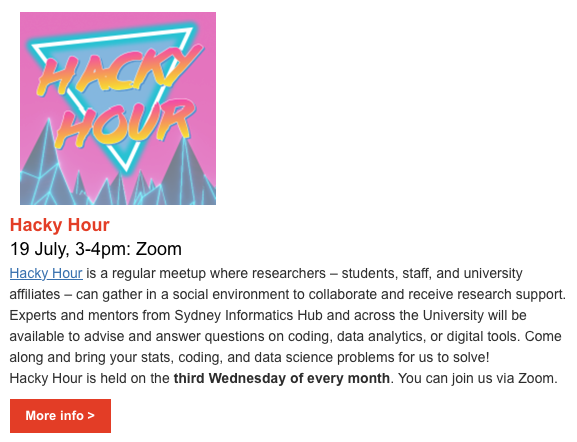 HACKY
HOUR
Hacky Hour
19 July, 3-4pm: Zoom
Hacky Hour is a regular meetup where researchers – students, staff, and university
affiliates – can gather in a social environment to collaborate and receive research support.
Experts and mentors from Sydney Informatics Hub and across the University will be
available to advise and answer questions on coding, data analytics, or digital tools. Come
along and bring your stats, coding, and data science problems for us to solve!
Hacky Hour is held on the third Wednesday of every month. You can join us via Zoom.
More info >